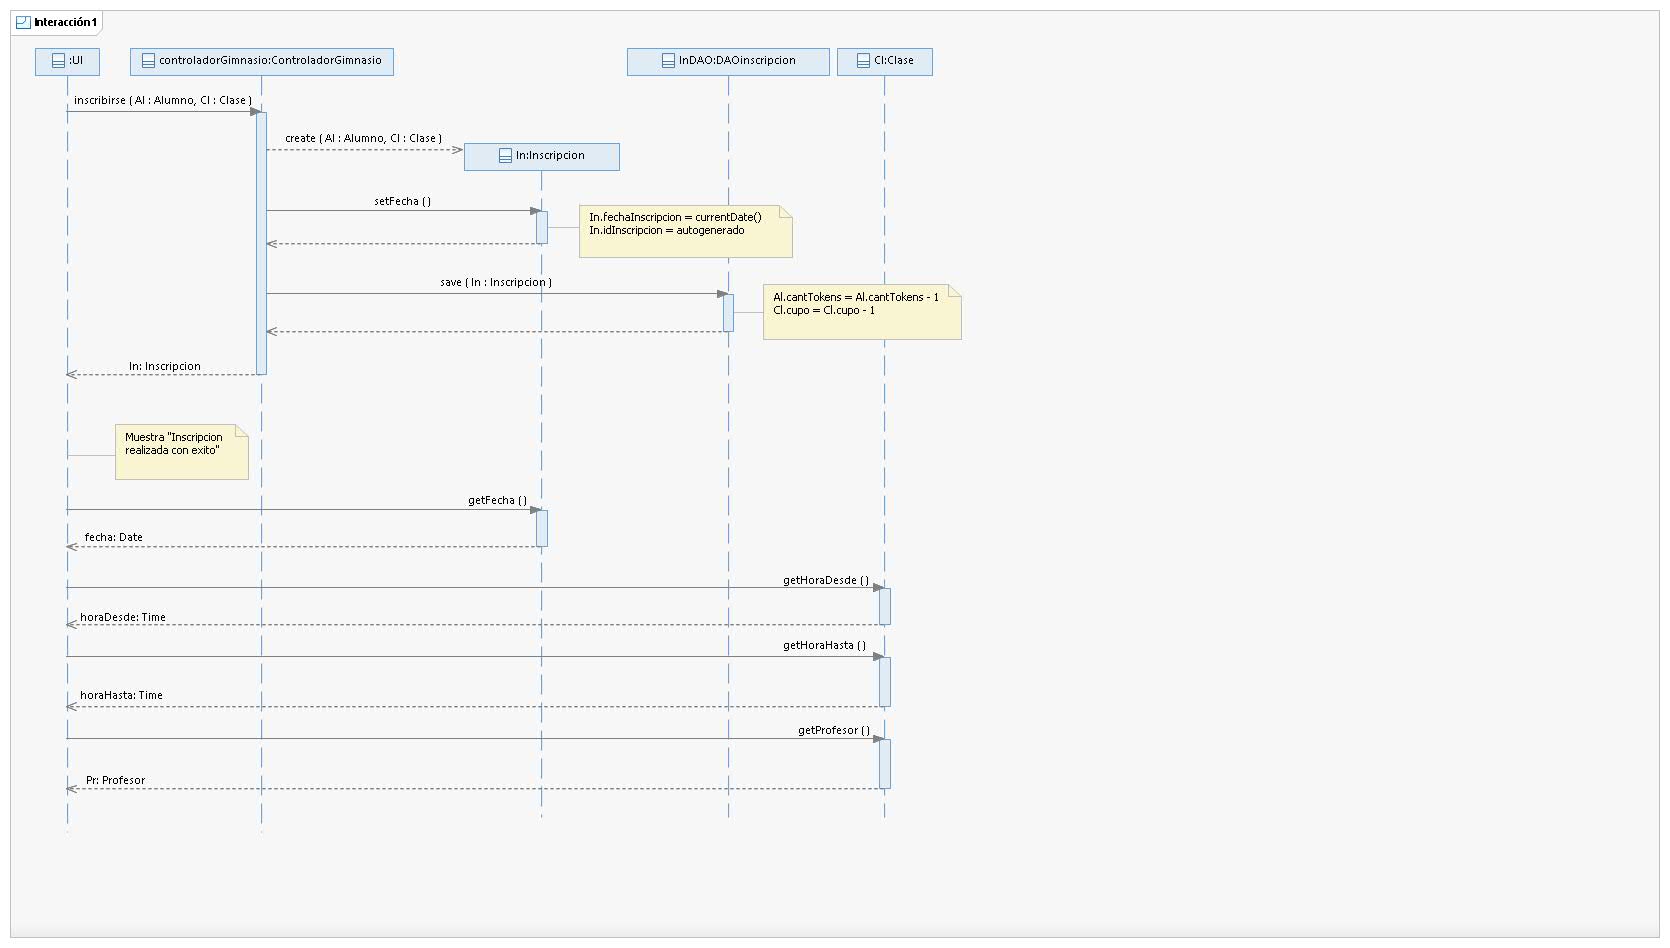 Interacción1
:UI
controladorGimnasio:ControladorGimnasio
InDAO:DAOinscripcion
Cl:Clase
inscribirse ( Al : Alumno, Cl : Clase )
create ( Al : Alumno, Cl : Clase )
In:Inscripcion
setFecha ( )
In.fechaInscripcion = currentDate()
In.idInscripcion = autogenerado
save ( In : Inscripcion )
Al.cantTokens = Al.cantTokens - 1
Cl.cupo = Cl.cupo - 1
In: Inscripcion
Muestra "Inscripcion
realizada con exito"
getFecha ( )
fecha: Date
getHoraDesde ( )
horaDesde: Time
getHoraHasta ( )
horaHasta: Time
getProfesor ( )
Pr: Profesor